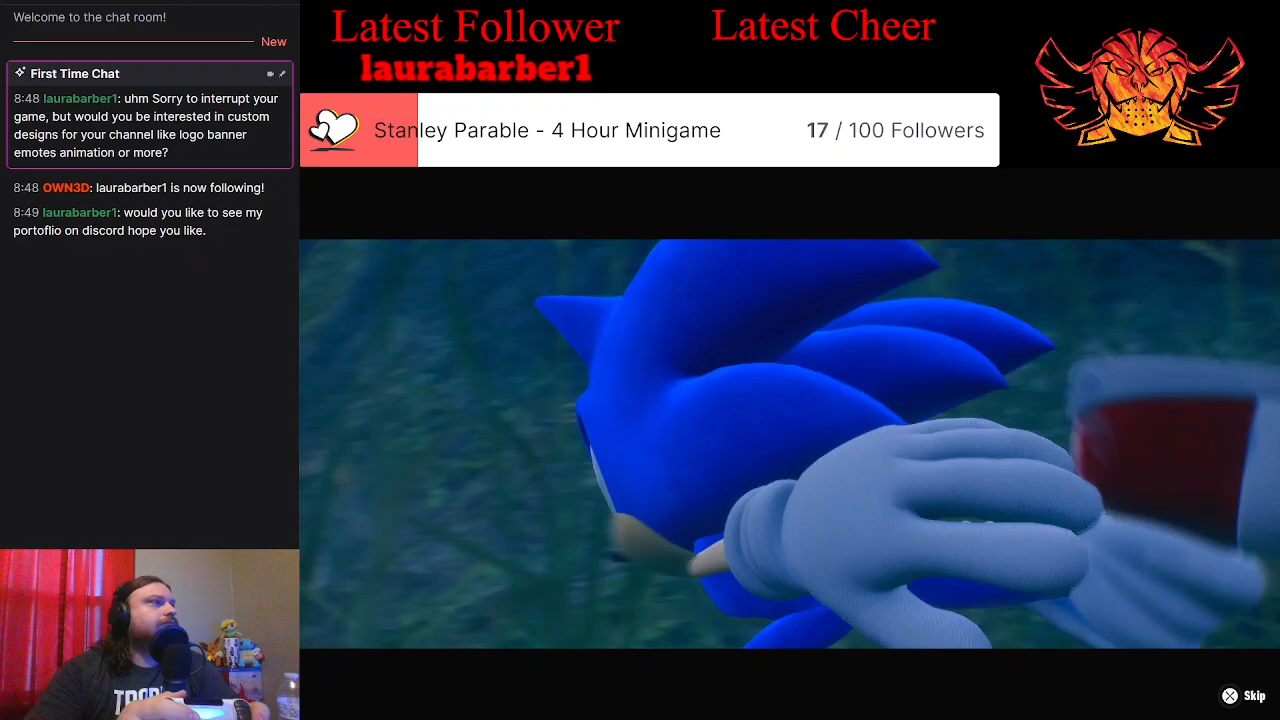 Welcome to the chat room!
New
First Time Chat
8:48 laurabarber1: uhm Sorry to interrupt your
game, but would you be interested in custom
designs for your channel like logo banner
emotes animation or more?
8:48 OWN3D: laurabarber1 is now following!
8:49 laurabarber1: would you like to see my
portoflio on discord hope you like.
Latest Follower
laurabarber1
Latest Cheer
Stanley Parable - 4 Hour Minigame 17 / 100 Followers
Skip